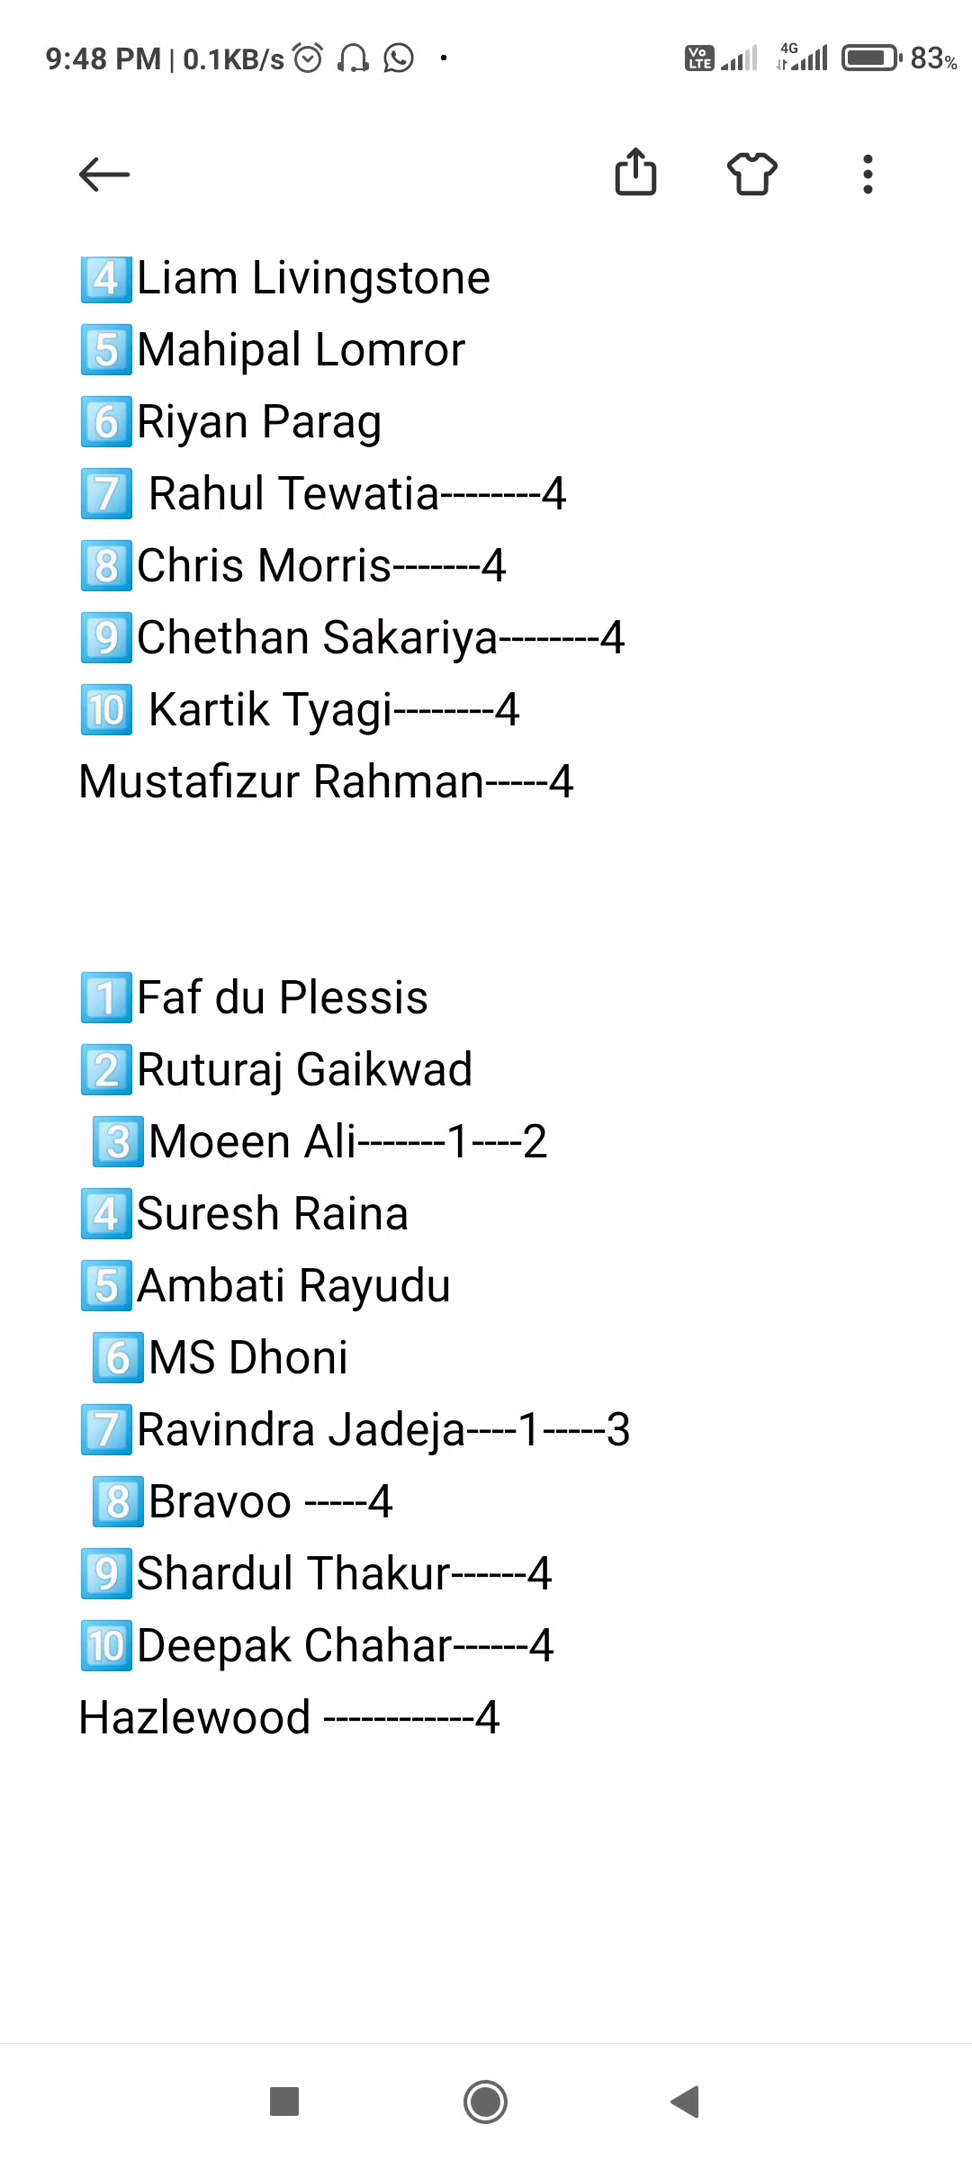 9:48 PM | 0.1KB/s Vo LTE 4G 83%
4️⃣Liam Livingstone
5️⃣Mahipal Lomror
6️⃣Riyan Parag
7️⃣ Rahul Tewatia--------4
8️⃣Chris Morris-------4
9️⃣Chethan Sakariya--------4
🔟 Kartik Tyagi--------4
Mustafizur Rahman-----4
1️⃣Faf du Plessis
2️⃣Ruturaj Gaikwad
3️⃣Moeen Ali-------1----2
4️⃣Suresh Raina
5️⃣Ambati Rayudu
6️⃣MS Dhoni
7️⃣Ravindra Jadeja----1-----3
8️⃣Bravoo -----4
9️⃣Shardul Thakur------4
🔟Deepak Chahar------4
Hazlewood ------------4